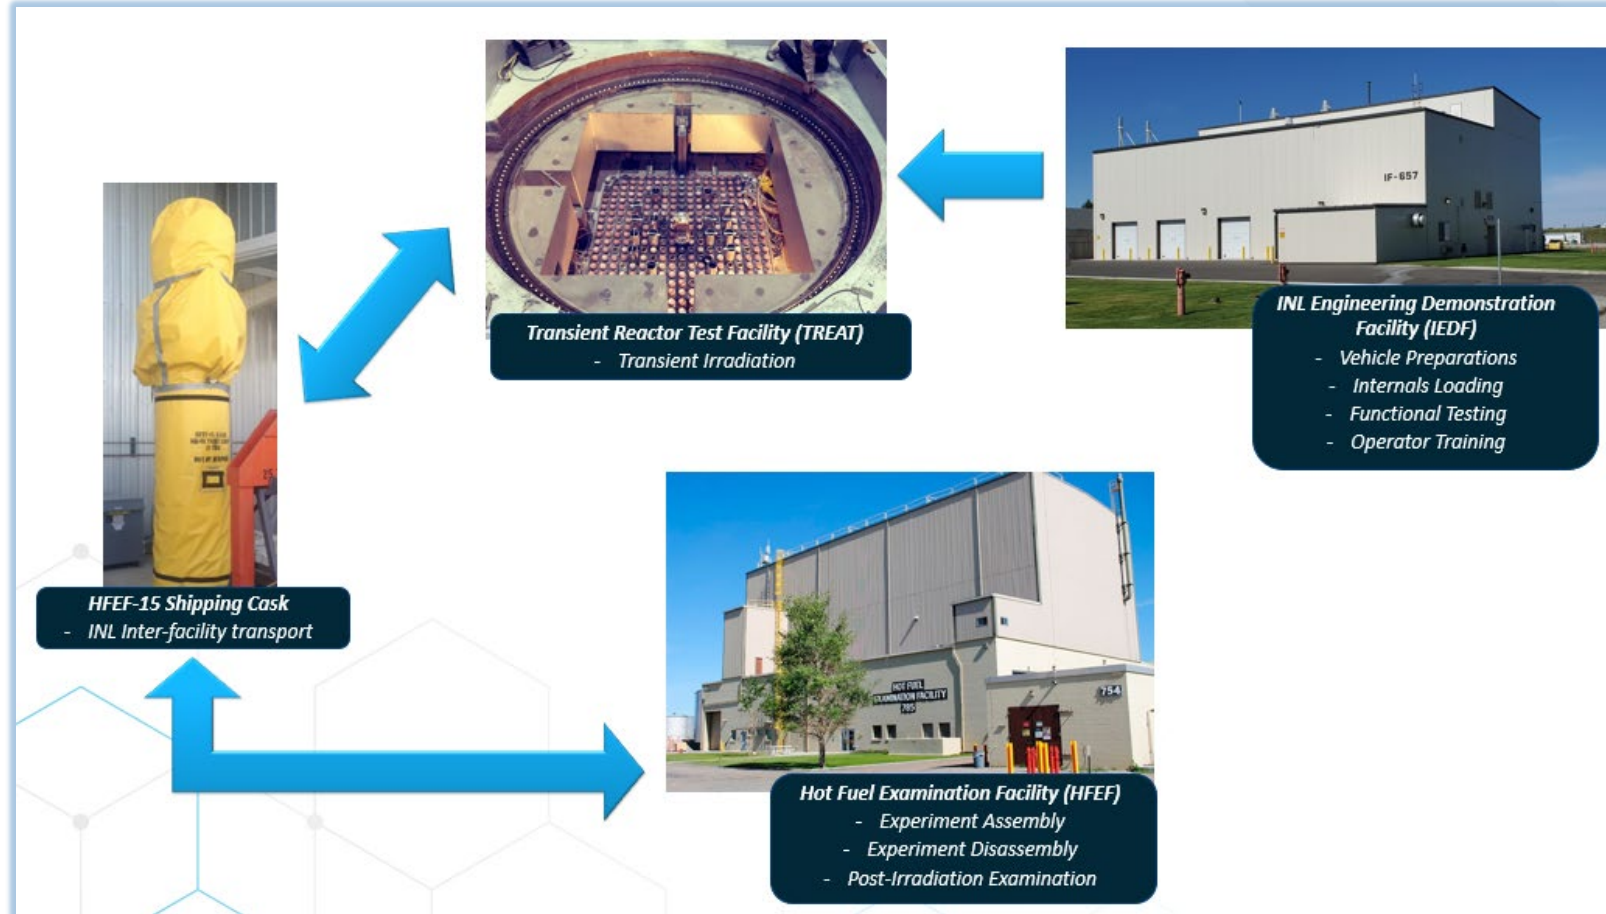 Transient Reactor Test Facility (TREAT)
- Transient Irradiation
IF-657
INL Engineering Demonstration
Facility (IEDF)
- Vehicle Preparations
- Internals Loading
- Functional Testing
- Operator Training
25
HFEF-15 Shipping Cask
- INL Inter-facility transport
HOT FUEL
EXAMINATION FACILITY
785
754
Hot Fuel Examination Facility (HFEF)
- Experiment Assembly
- Experiment Disassembly
- Post-Irradiation Examination